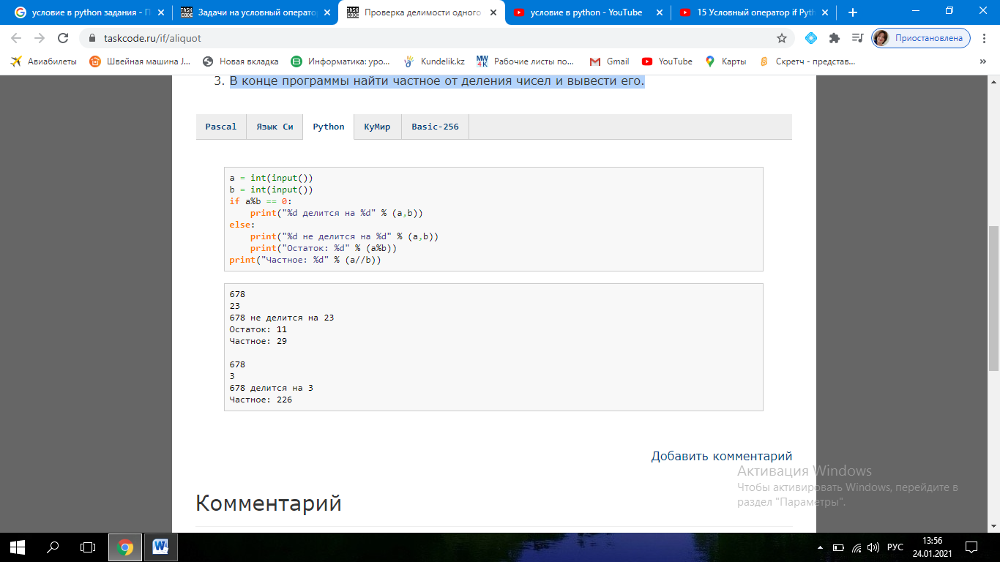 условие в python задания - П
Задачи на условный оператор
Проверка делимости одного
условие в python - YouTube
15 Условный оператор if Pyth
taskcode.ru/if/aliquot
Приостановлена
Авиабилеты
Швейная машина J...
Новая вкладка
Информатика: уро...
Kundelik.kz
Рабочие листы по...
Gmail
YouTube
Карты
Скретч - представ...
»
3. В конце программы найти частное от деления чисел и вывести его.
Pascal Язык Си Python КуМир Basic-256
a = int(input())
b = int(input())
if a%b == 0:
    print("%d делится на %d" % (a,b))
else:
    print("%d не делится на %d" % (a,b))
    print("Остаток: %d" % (a%b))
print("Частное: %d" % (a//b))
678
23
678 не делится на 23
Остаток: 11
Частное: 29
678
3
678 делится на 3
Частное: 226
Добавить комментарий
Активация Windows
Чтобы активировать Windows, перейдите в
раздел "Параметры".
Комментарий
РУС
13:56
24.01.2021